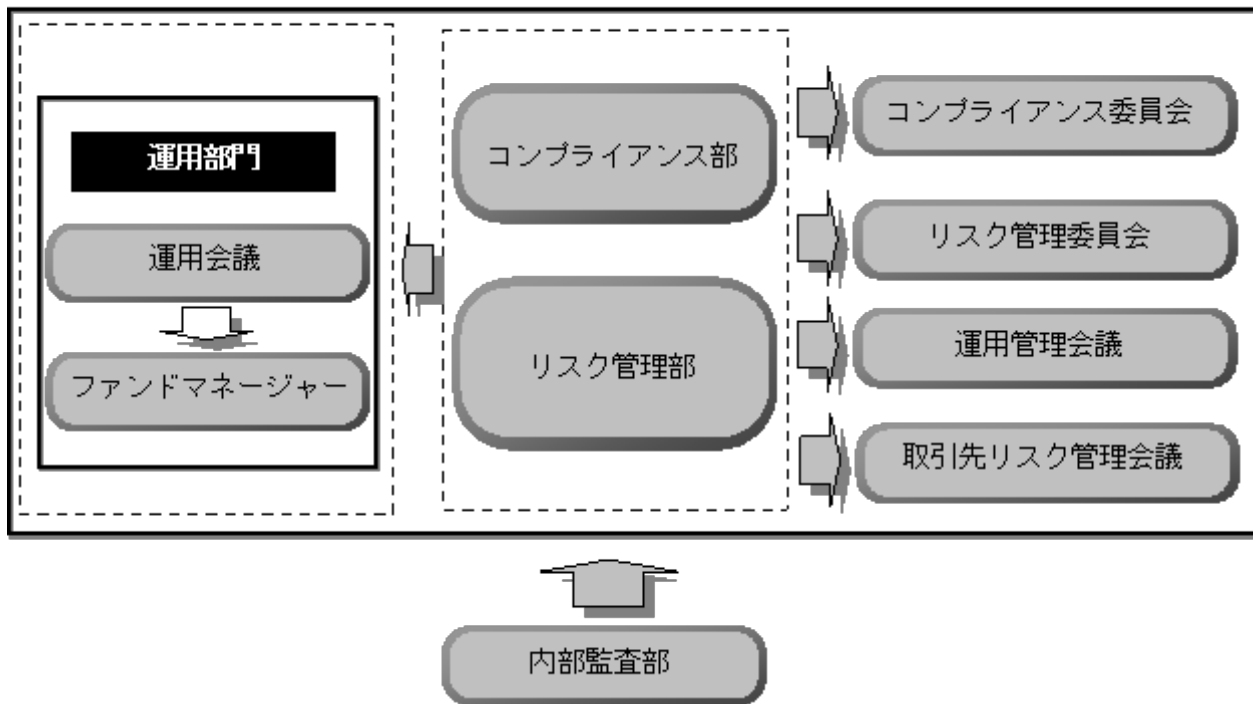 運用部門
運用会議
ファンドマネージャー
コンプライアンス部
リスク管理部
コンプライアンス委員会
リスク管理委員会
運用管理会議
取引先リスク管理会議
内部監査部